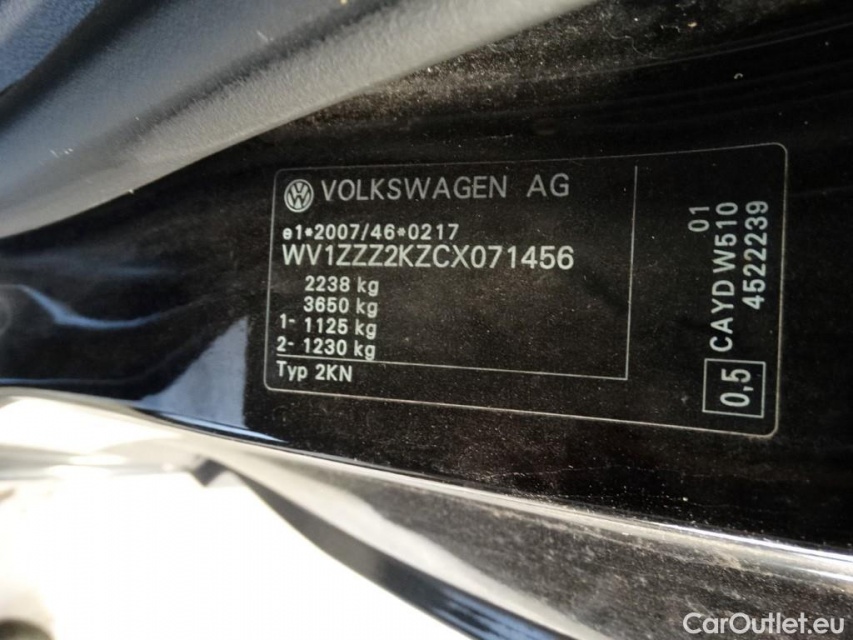 VOLKSWAGEN AG
e1*2007/46*0217
WV1ZZZ2KZCX071456
2238 kg
3650 kg
1- 1125 kg
2- 1230 kg
Typ 2KN
01
CAYD W510
4522239
0,5
CarOutlet.eu